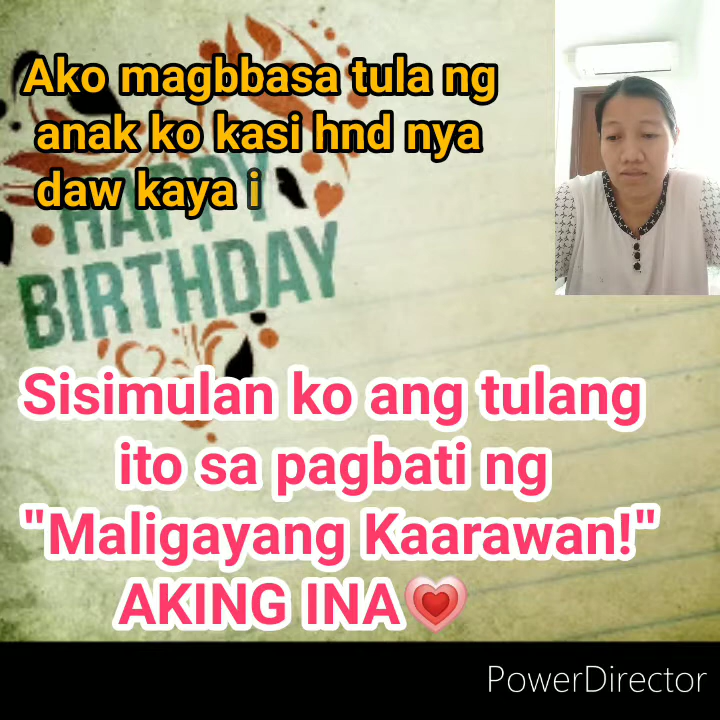 Ako magbbasa tula ng
anak ko kasi hnd nya
daw kaya i
HAPPY
BIRTHDAY
Sisimulan ko ang tulang
ito sa pagbati ng
"Maligayang Kaarawan!"
AKING INA💗
PowerDirector